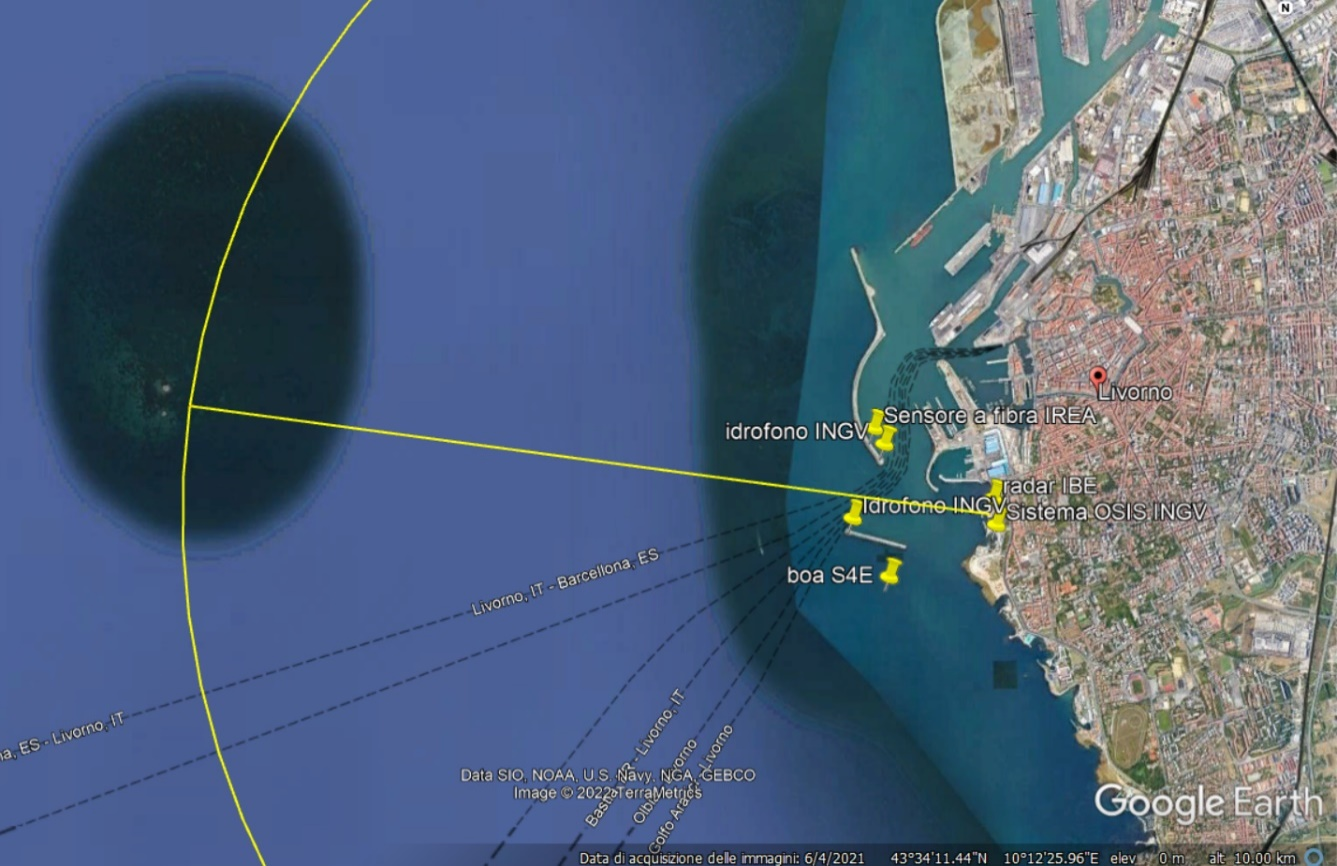 N
Livorno
Sensore a fibra IREA
idrofono INGV
radar IBE
Idrofono INGV
Sistema OSIS INGV
boa S4E
Livorno, IT - Barcellona, ES
ES - Livorno, IT
Livorno, IT
Livorno
Livorno
Data SIO, NOAA, U.S. Navy, NGA, GEBCO
Image © 2022 TerraMetrics
Google Earth
Data di acquisizione delle immagini: 6/4/2021 43°34'11.44"N 10°12'25.96"E elev 0 m alt 10.00 km